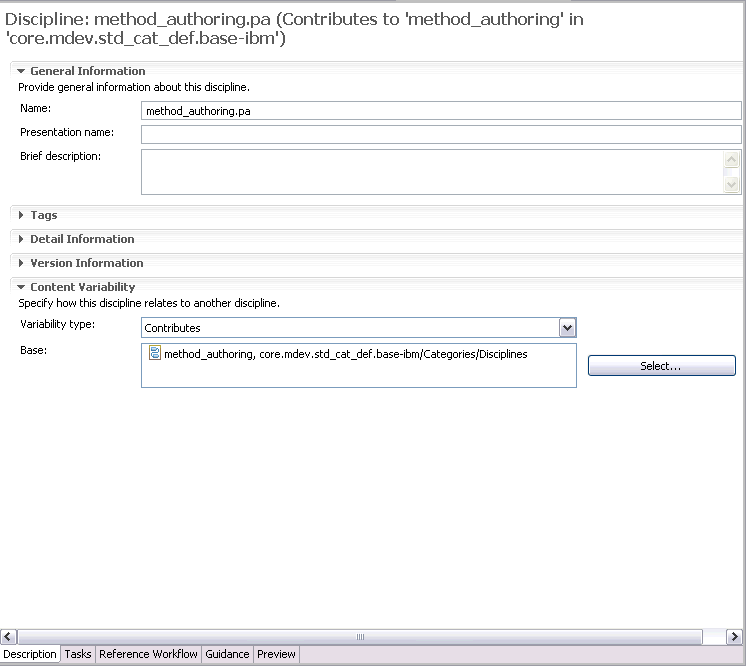 Discipline: method_authoring.pa (Contributes to 'method_authoring' in
'core.mdev.std_cat_def.base-ibm')
General Information
Provide general information about this discipline.
Name:
method_authoring.pa
Presentation name:
Brief description:
Tags
Detail Information
Version Information
Content Variability
Specify how this discipline relates to another discipline.
Variability type:
Contributes
Base:
method_authoring, core.mdev.std_cat_def.base-ibm/Categories/Disciplines
Select...
Description Tasks Reference Workflow Guidance Preview